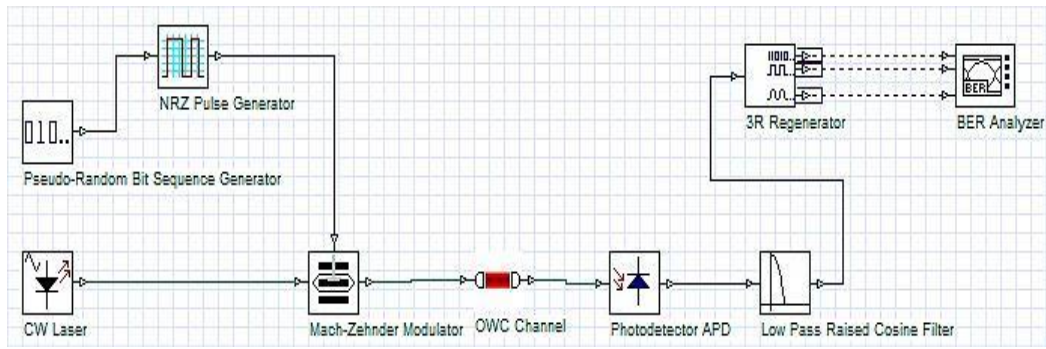 NRZ Pulse Generator
010..
Pseudo-Random Bit Sequence Generator
CW Laser
Mach-Zehnder Modulator
OWC Channel
Photodetector APD
Low Pass Raised Cosine Filter
3R Regenerator
BER
BER Analyzer